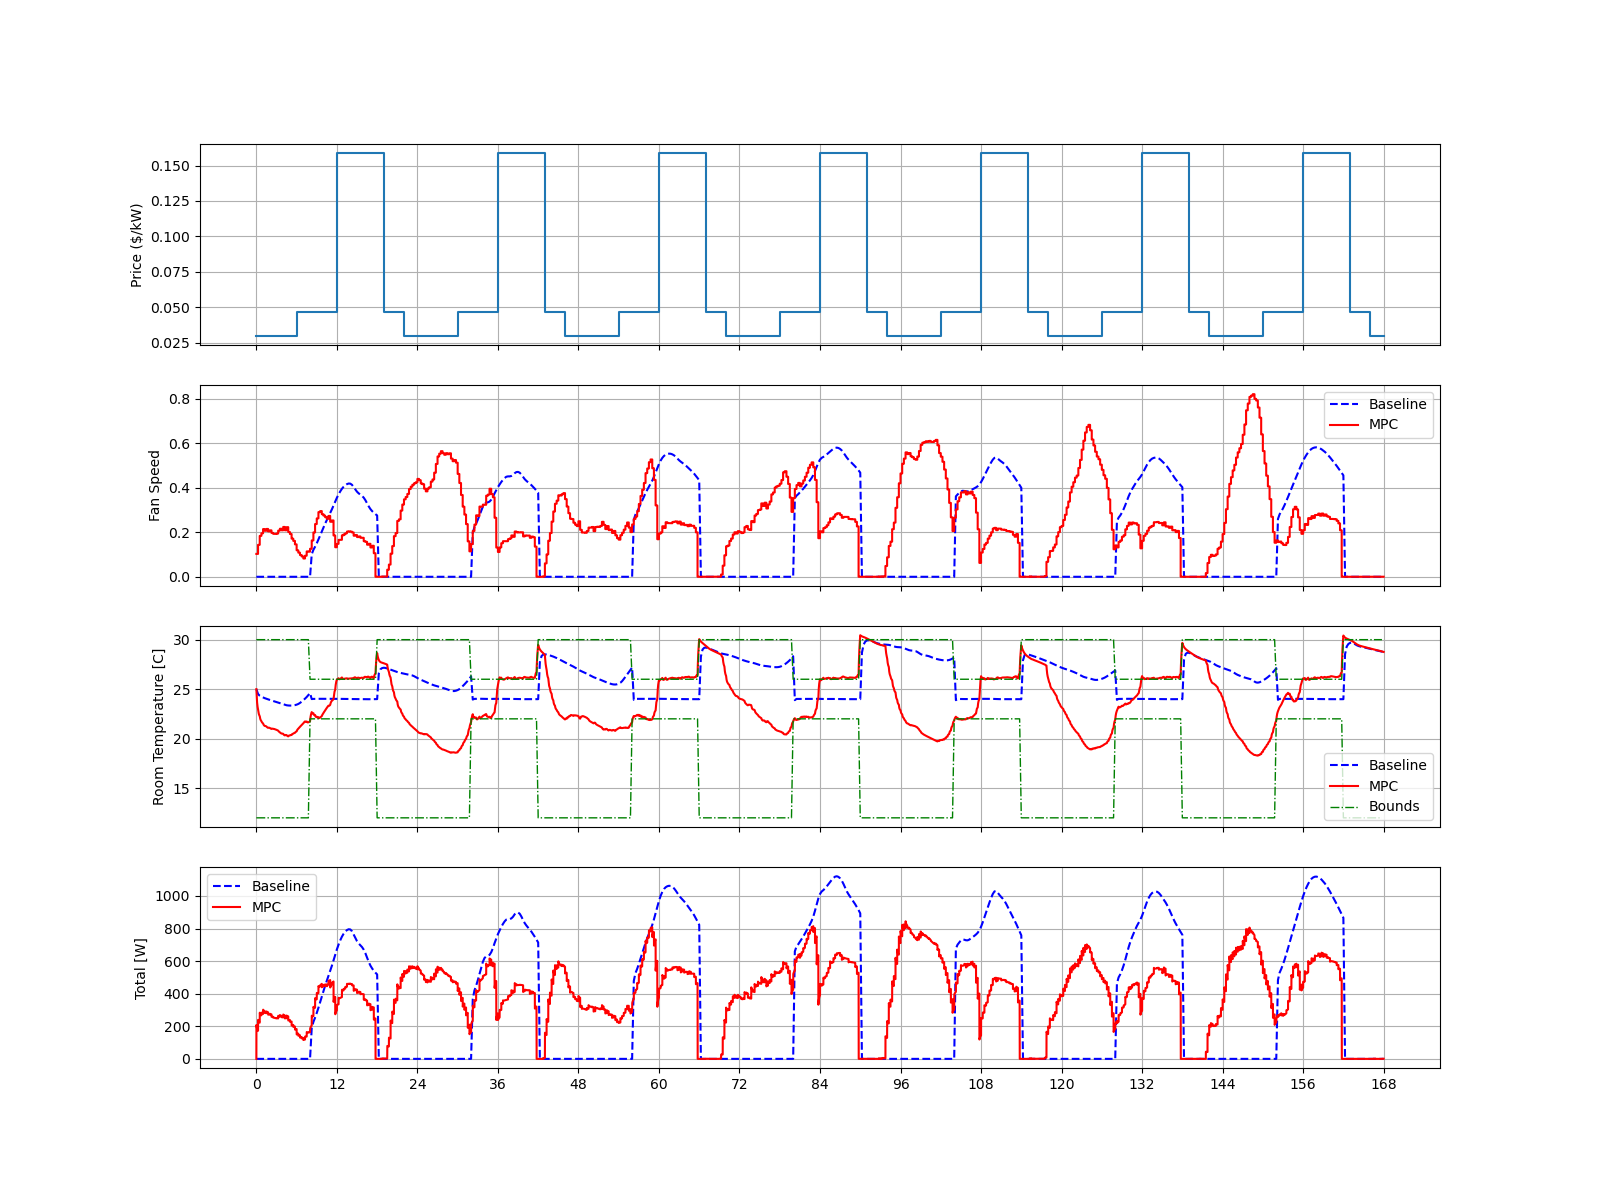 Price ($/kW)
0.150
0.125
0.100
0.075
0.050
0.025
Fan Speed
0.8
0.6
0.4
0.2
0.0
Baseline
MPC
Room Temperature [C]
30
25
20
15
Baseline
MPC
Bounds
Total [W]
1000
800
600
400
200
0
Baseline
MPC
0 12 24 36 48 60 72 84 96 108 120 132 144 156 168